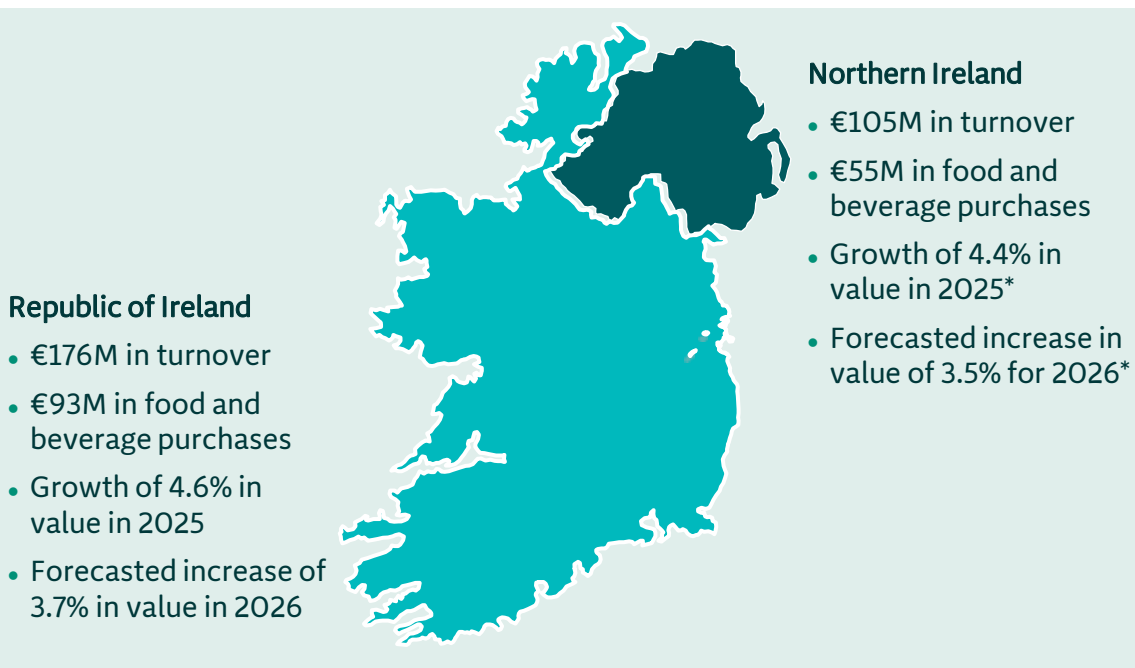 Northern Ireland
• €105M in turnover
• €55M in food and
beverage purchases
• Growth of 4.4% in
value in 2025*
• Forecasted increase in
value of 3.5% for 2026*
Republic of Ireland
• €176M in turnover
• €93M in food and
beverage purchases
• Growth of 4.6% in
value in 2025
• Forecasted increase of
3.7% in value in 2026